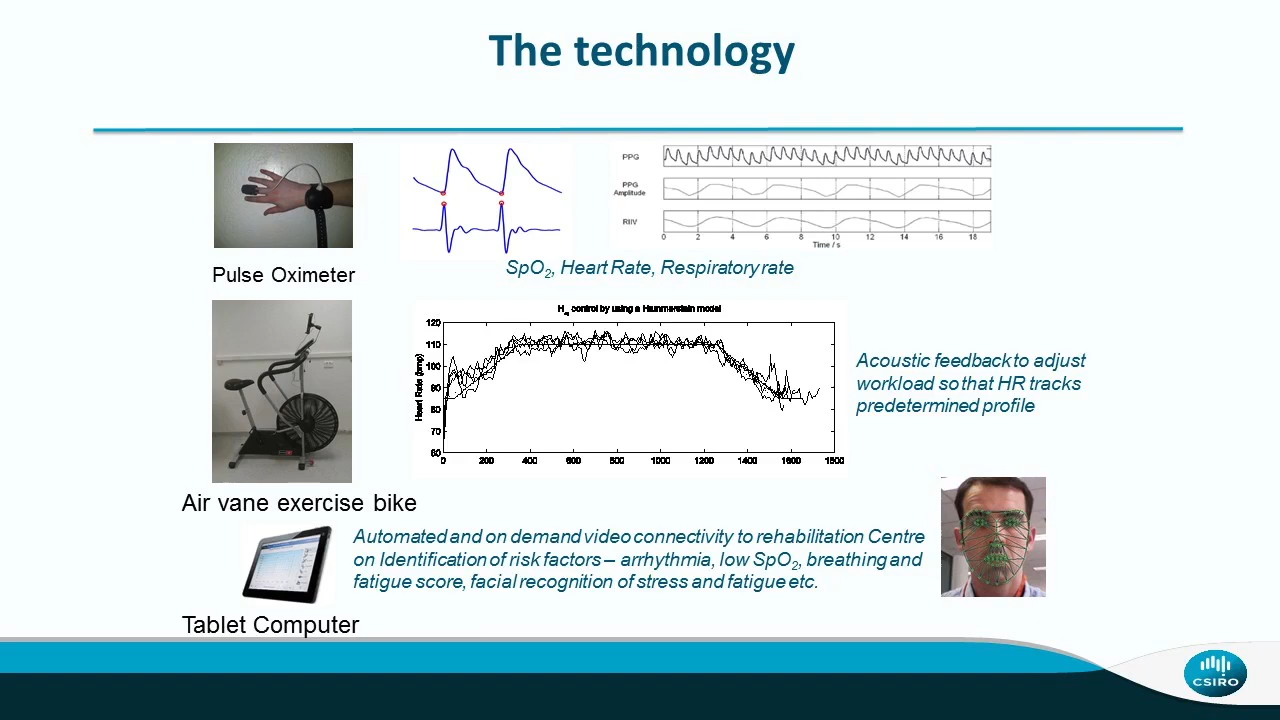 The technology
PPG
PPG
Amplitude
RIIV
0 2 4 6 8 10 12 14 16 18
Time / s
Pulse Oximeter
SpO2, Heart Rate, Respiratory rate
control by using a Hammerstein model
120
100
90
80
70
60
Heart Rate (bmp)
0 200 400 600 800 1000 1200 1400 1600 1800
Acoustic feedback to adjust
workload so that HR tracks
predetermined profile
Air vane exercise bike
Automated and on demand video connectivity to rehabilitation Centre
on Identification of risk factors – arrhythmia, low SpO2, breathing and
fatigue score, facial recognition of stress and fatigue etc.
Tablet Computer
CSIRO